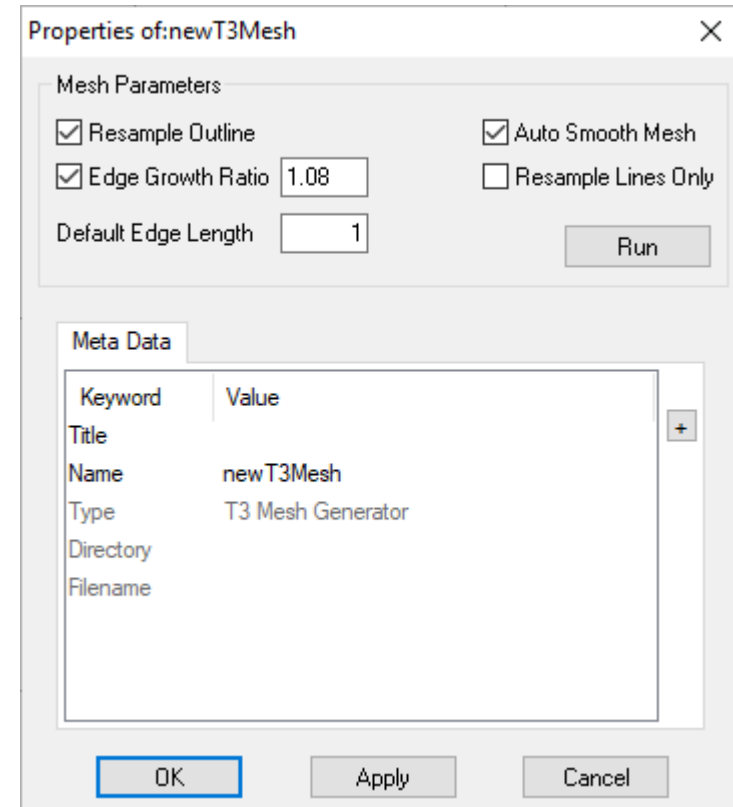 Properties of:newT3Mesh
Mesh Parameters
Resample Outline
Auto Smooth Mesh
Edge Growth Ratio 1.08
Resample Lines Only
Default Edge Length 1
Run
Meta Data
Keyword Value
+
Title
Name newT3Mesh
Type T3 Mesh Generator
Directory
Filename
OK Apply Cancel